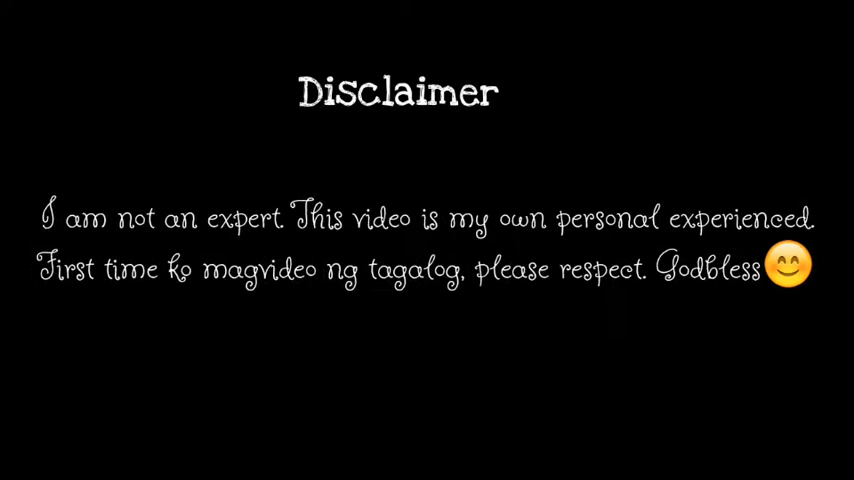 Disclaimer
I am not an expert. This video is my own personal experienced.
First time ko magvideo ng tagalog, please respect. Godbless😊